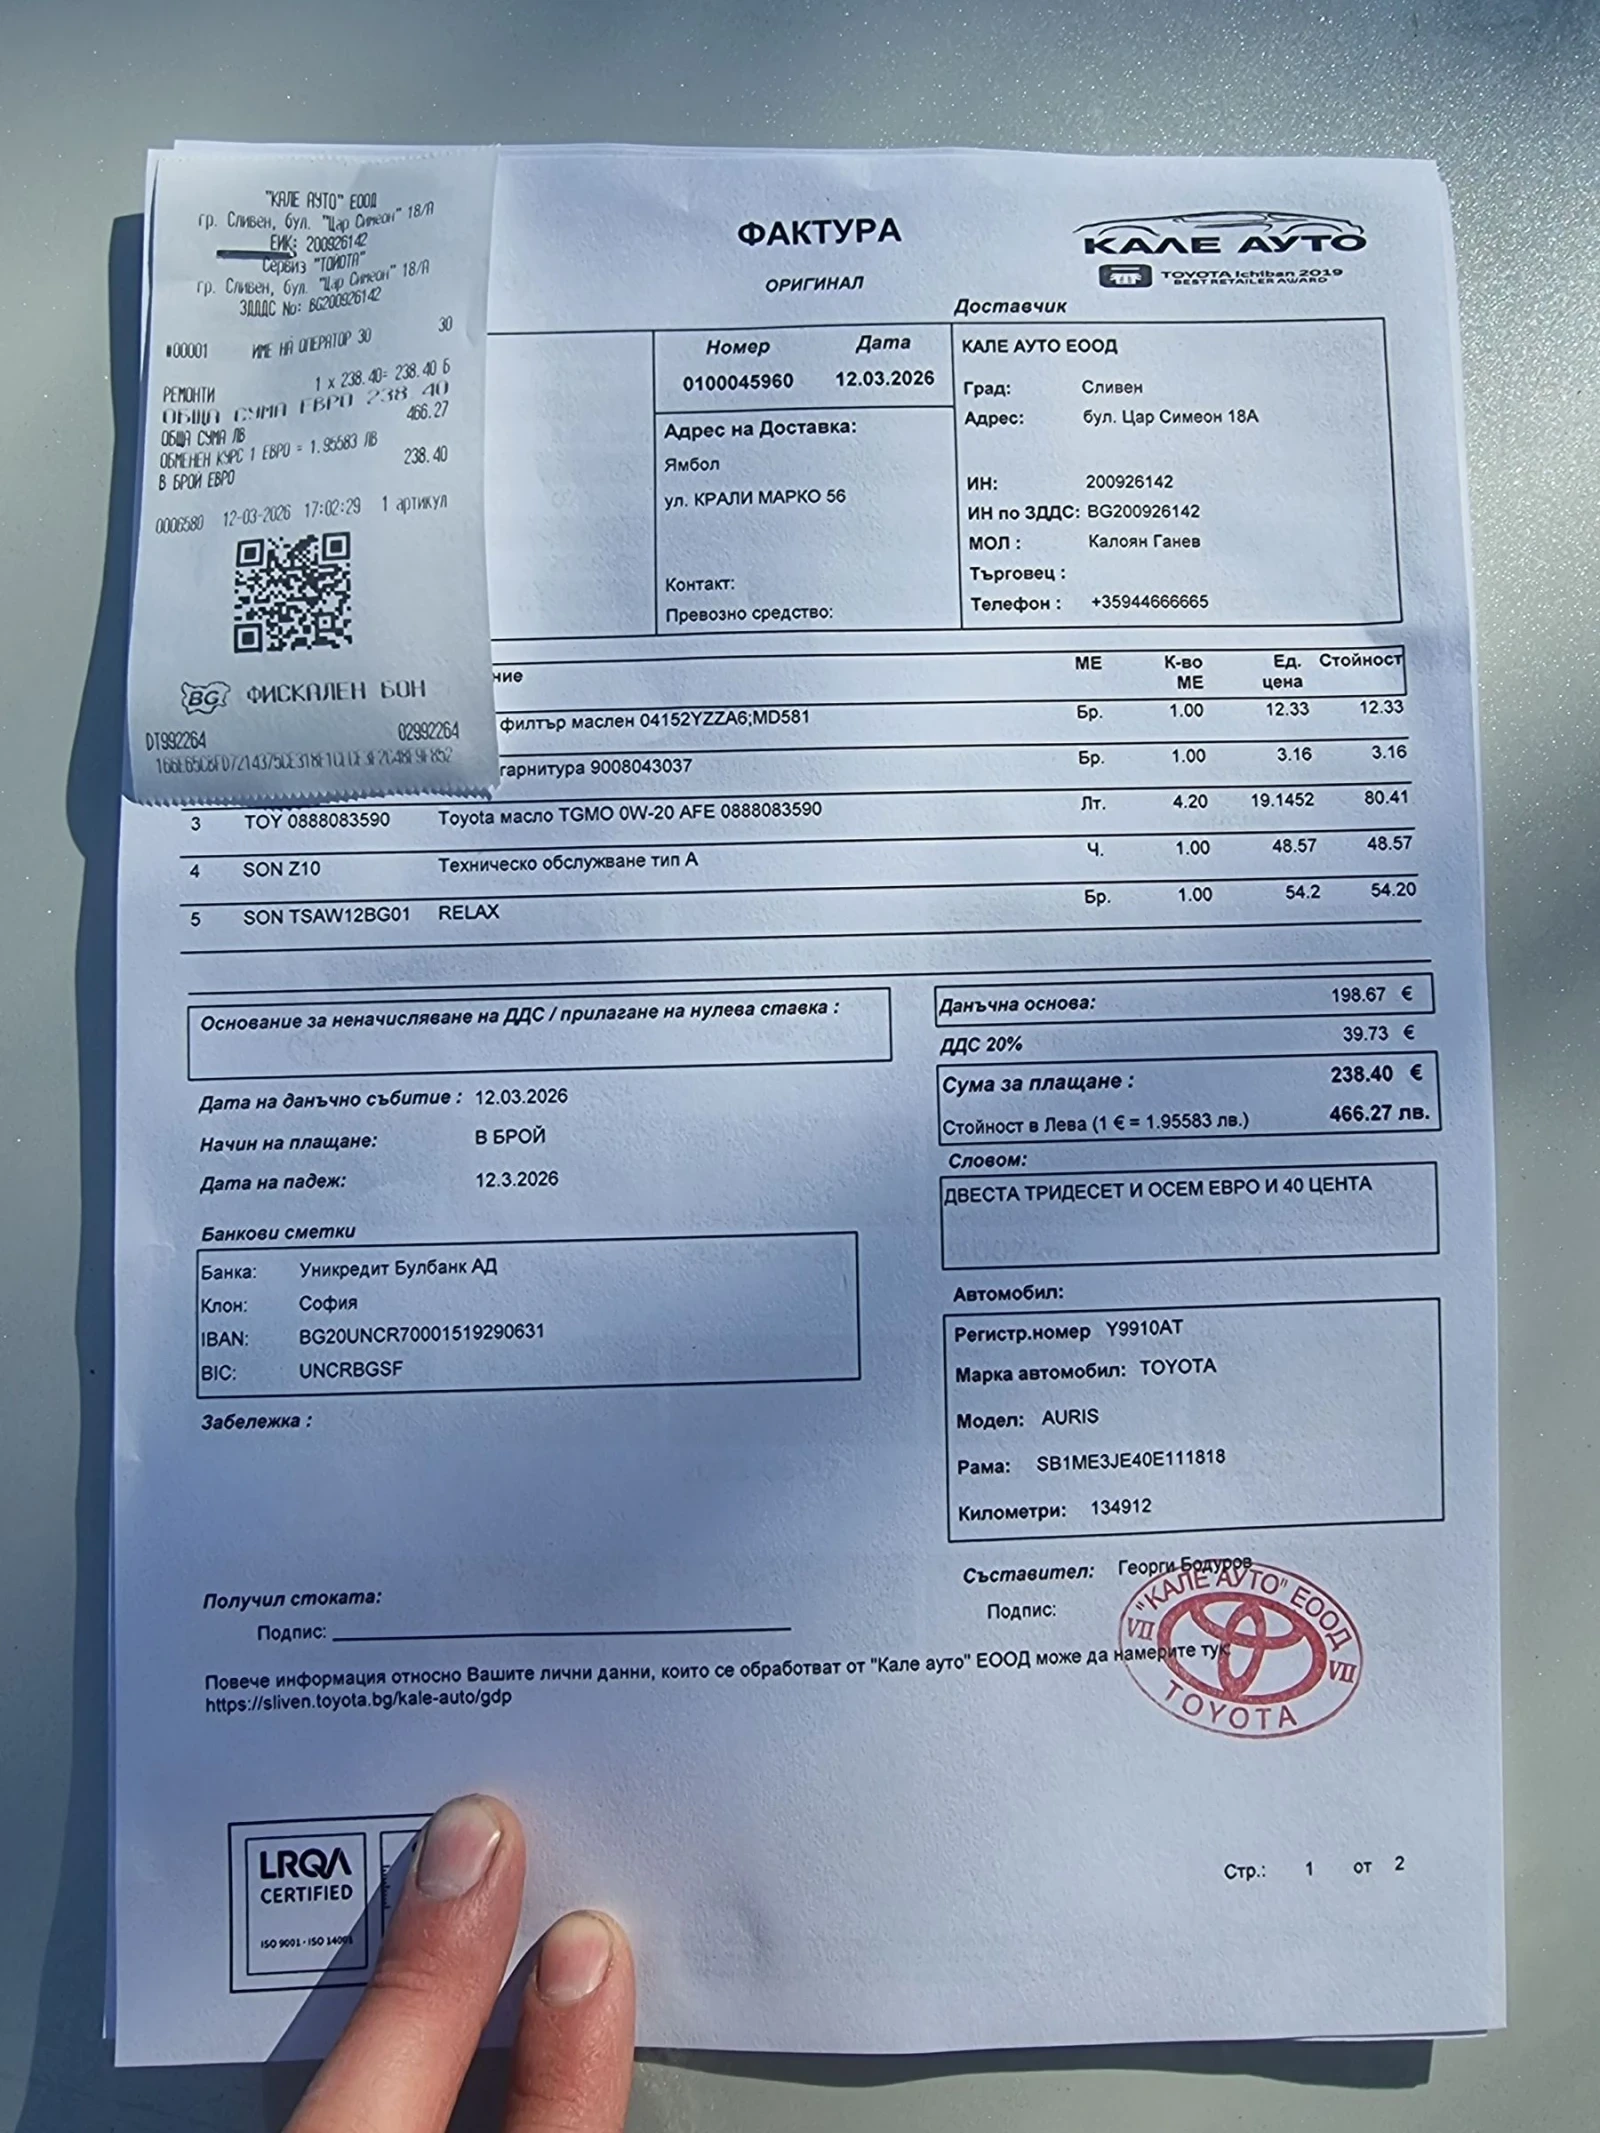 "КАЛЕ АУТО" ЕООД
гр. Сливен, бул. "Цар Симеон" 18/А
ЕИК: 200926142
Сервиз "ТОЙОТА"
гр. Сливен, бул. "Цар Симеон" 18/А
ЗДДС No: BG200926142
#00001 ИМЕ НА ОПЕРАТОР 30 30
РЕМОНТИ 1 x 238.40= 238.40 Б
ОБЩА СУМА ЕВРО 238.40
ОБЩА СУМА ЛВ 466.27
ОБМЕНЕН КУРС 1 ЕВРО = 1.95583 ЛВ
В БРОЙ ЕВРО 238.40
0006580 12-03-2026 17:02:29 1 артикул
BG ФИСКАЛЕН БОН
DT992264 02992264
ФАКТУРА
ОРИГИНАЛ
КАЛЕ АУТО
TOYOTA Ichiban 2019
BEST RETAILER AWARD
Доставчик
Номер Дата
0100045960 12.03.2026
Адрес на Доставка:
Ямбол
ул. КРАЛИ МАРКО 56
Контакт:
Превозно средство:
КАЛЕ АУТО ЕООД
Град: Сливен
Адрес: бул. Цар Симеон 18А
ИН: 200926142
ИН по ЗДДС: BG200926142
МОЛ : Калоян Ганев
Търговец :
Телефон : +35944666665
ние МЕ К-во МЕ Ед. цена Стойност
филтър маслен 04152YZZA6;MD581 Бр. 1.00 12.33 12.33
гарнитура 9008043037 Бр. 1.00 3.16 3.16
3 TOY 0888083590 Toyota масло TGMO 0W-20 AFE 0888083590 Лт. 4.20 19.1452 80.41
4 SON Z10 Техническо обслужване тип А Ч. 1.00 48.57 48.57
5 SON TSAW12BG01 RELAX Бр. 1.00 54.2 54.20
Основание за неначисляване на ДДС / прилагане на нулева ставка :
Данъчна основа: 198.67 €
ДДС 20% 39.73 €
Сума за плащане : 238.40 €
Стойност в Лева (1 € = 1.95583 лв.) 466.27 лв.
Словом:
ДВЕСТА ТРИДЕСЕТ И ОСЕМ ЕВРО И 40 ЦЕНТА
Дата на данъчно събитие : 12.03.2026
Начин на плащане: В БРОЙ
Дата на падеж: 12.3.2026
Банкови сметки
Банка: Уникредит Булбанк АД
Клон: София
IBAN: BG20UNCR70001519290631
BIC: UNCRBGSF
Забележка :
Автомобил:
Регистр.номер Y9910AT
Марка автомобил: TOYOTA
Модел: AURIS
Рама: SB1ME3JE40E111818
Километри: 134912
Съставител: Георги Бодуров
Подпис:
"КАЛЕ АУТО" ЕООД
VII VII
TOYOTA
Получил стоката:
Подпис:
Повече информация относно Вашите лични данни, които се обработват от "Кале ауто" ЕООД може да намерите тук
https://sliven.toyota.bg/kale-auto/gdp
LRQA
CERTIFIED
ISO 9001 · ISO 14001
Стр.: 1 от 2